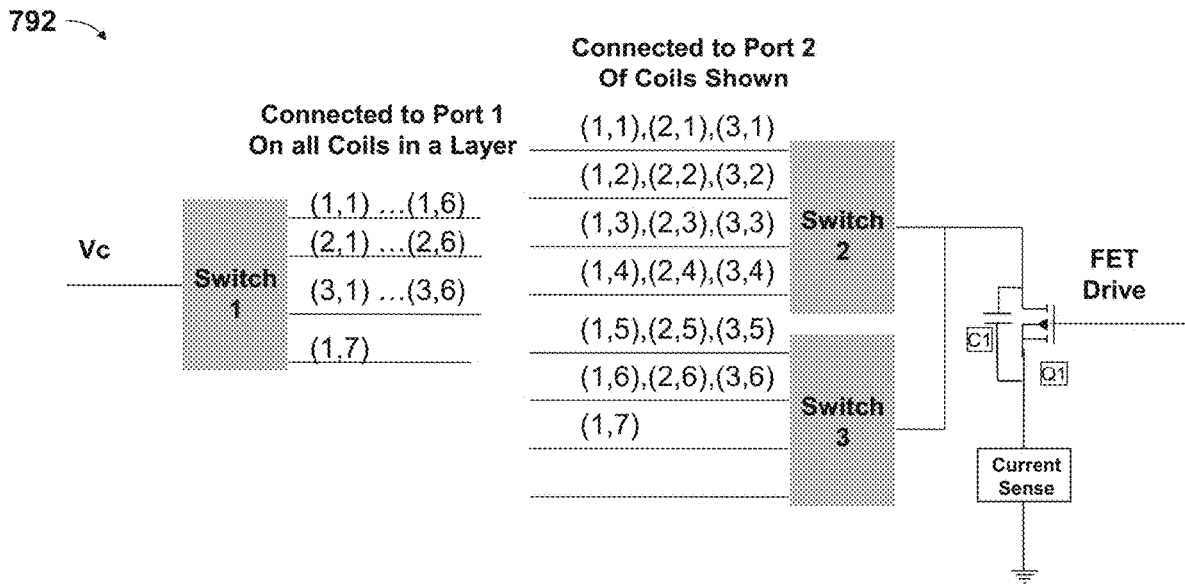 792
Connected to Port 2
Of Coils Shown
Connected to Port 1
On all Coils in a Layer
(1,1),(2,1),(3,1)
(1,2),(2,2),(3,2)
(1,3),(2,3),(3,3)
(1,4),(2,4),(3,4)
(1,5),(2,5),(3,5)
(1,6),(2,6),(3,6)
(1,7)
Vc
Switch
1
(1,1) ...(1,6)
(2,1) ...(2,6)
(3,1) ...(3,6)
(1,7)
Switch
2
Switch
3
FET
Drive
C1
Q1
Current
Sense